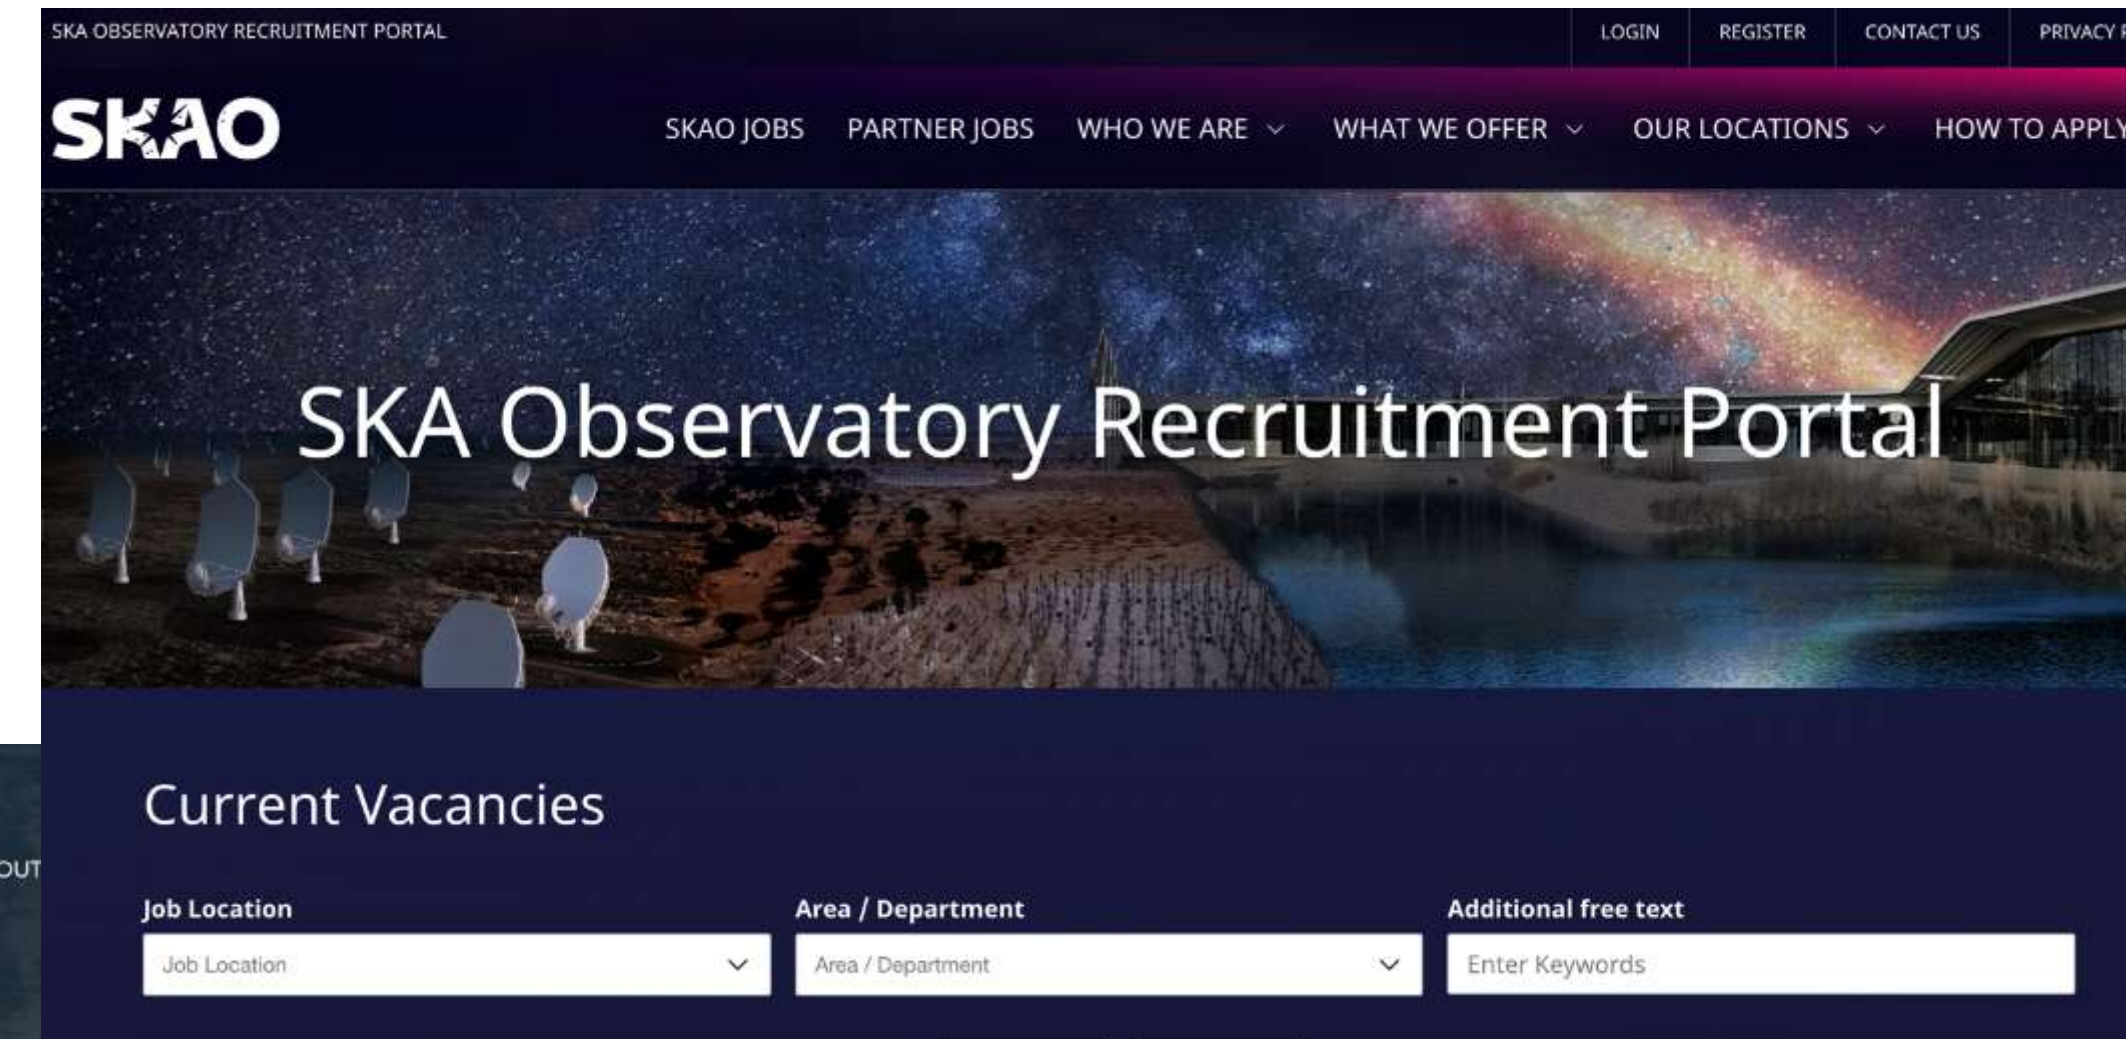 SKA OBSERVATORY RECRUITMENT PORTAL
LOGIN
REGISTER
CONTACT US
PRIVACY
SKAO
SKAO JOBS
PARTNER JOBS
WHO WE ARE
WHAT WE OFFER
OUR LOCATIONS
HOW TO APPLY
SKA Observatory Recruitment Portal
Current Vacancies
OUT
Job Location
Area / Department
Additional free text
Job Location
Area / Department
Enter Keywords